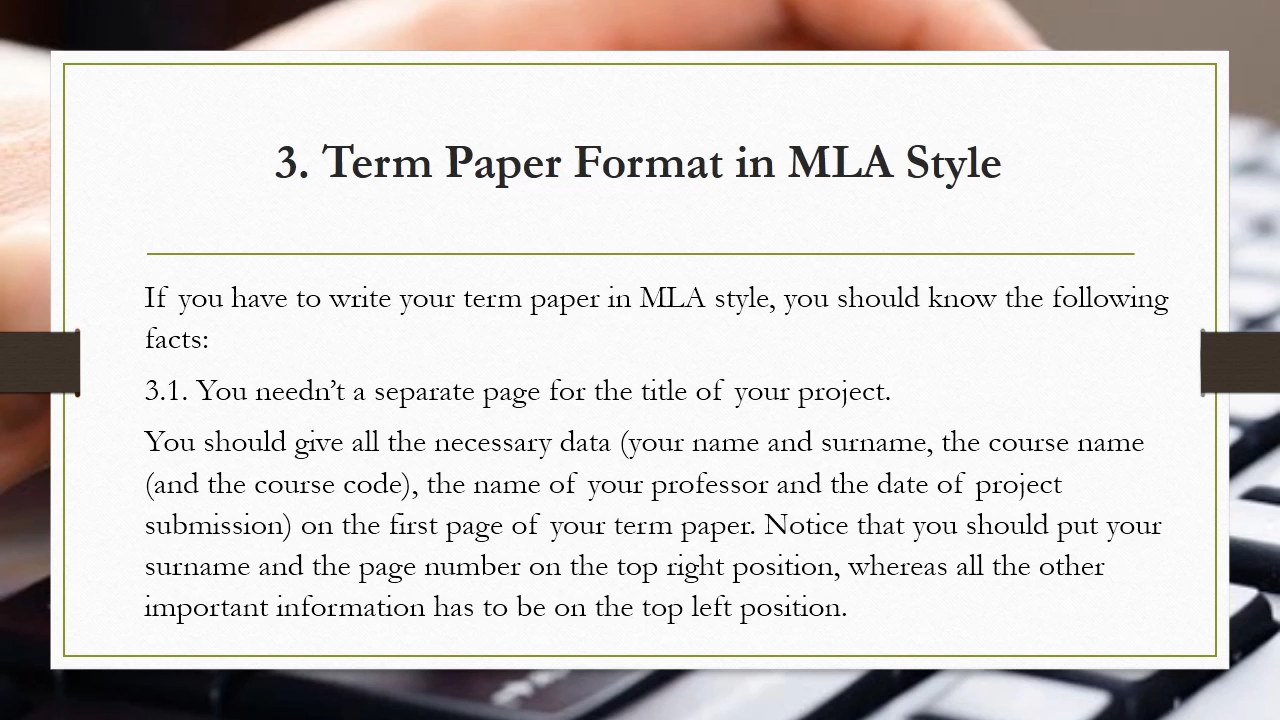 3. Term Paper Format in MLA Style
If you have to write your term paper in MLA style, you should know the following
facts:
3.1. You needn’t a separate page for the title of your project.
You should give all the necessary data (your name and surname, the course name
(and the course code), the name of your professor and the date of project
submission) on the first page of your term paper. Notice that you should put your
surname and the page number on the top right position, whereas all the other
important information has to be on the top left position.